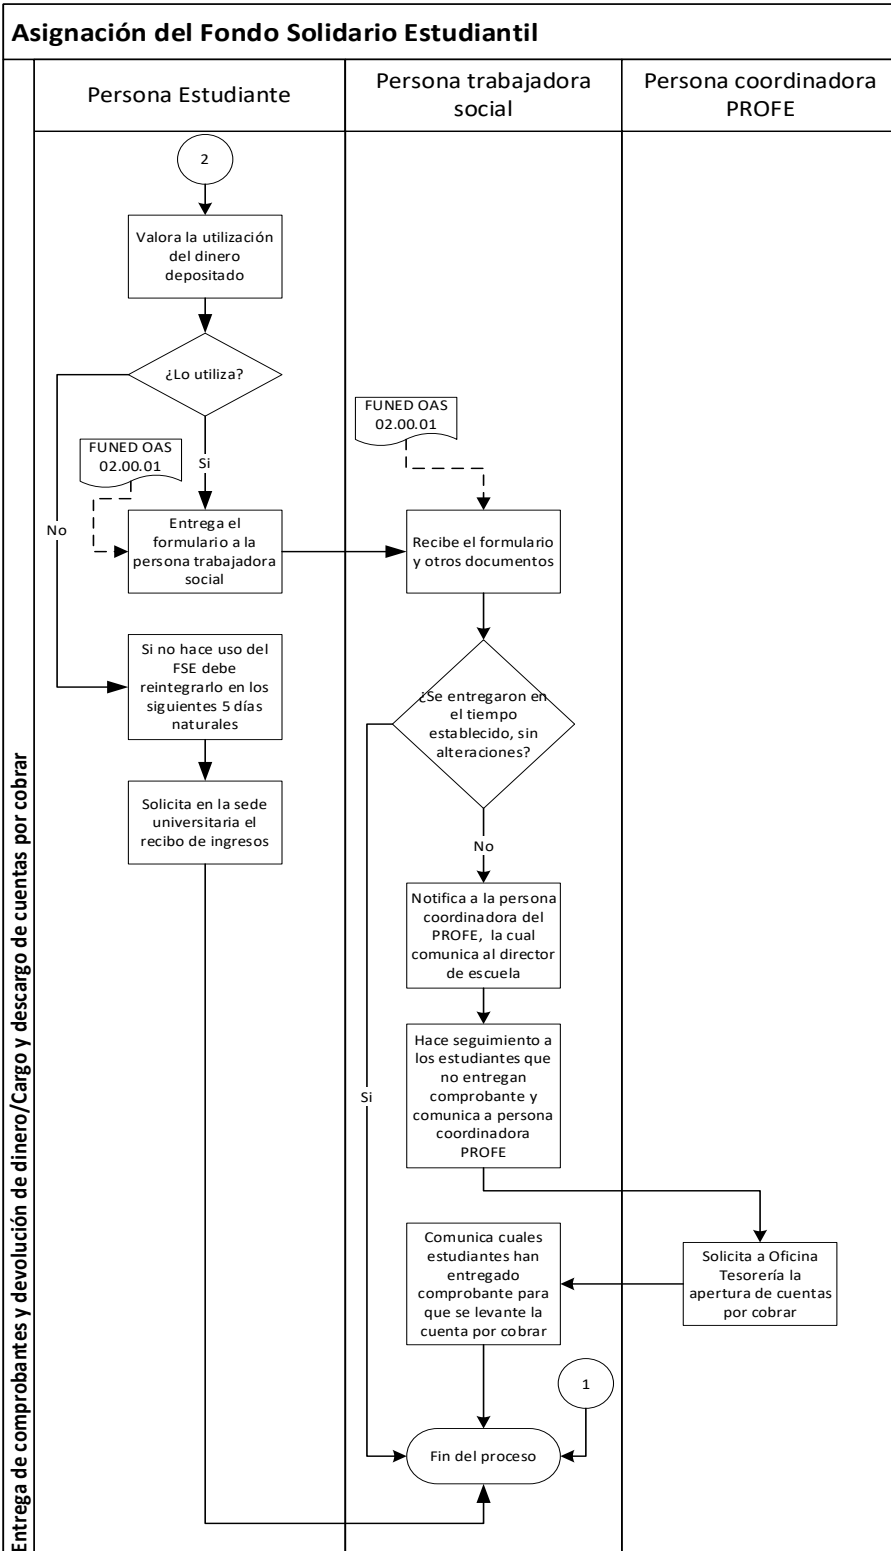 Asignación del Fondo Solidario Estudiantil
Persona Estudiante
Persona trabajadora
social
Persona coordinadora
PROFE
Entrega de comprobantes y devolución de dinero/Cargo y descargo de cuentas por cobrar
2
Valora la utilización
del dinero
depositado
¿Lo utiliza?
FUNED OAS
02.00.01
Si
No
Entrega el
formulario a la
persona trabajadora
social
FUNED OAS
02.00.01
Recibe el formulario
y otros documentos
Si no hace uso del
FSE debe
reintegrarlo en los
siguientes 5 días
naturales
Solicita en la sede
universitaria el
recibo de ingresos
¿Se entregaron en
el tiempo
establecido, sin
alteraciones?
No
Si
Notifica a la persona
coordinadora del
PROFE, la cual
comunica al director
de escuela
Hace seguimiento a
los estudiantes que
no entregan
comprobante y
comunica a persona
coordinadora
PROFE
Solicita a Oficina
Tesorería la
apertura de cuentas
por cobrar
Comunica cuales
estudiantes han
entregado
comprobante para
que se levante la
cuenta por cobrar
1
Fin del proceso